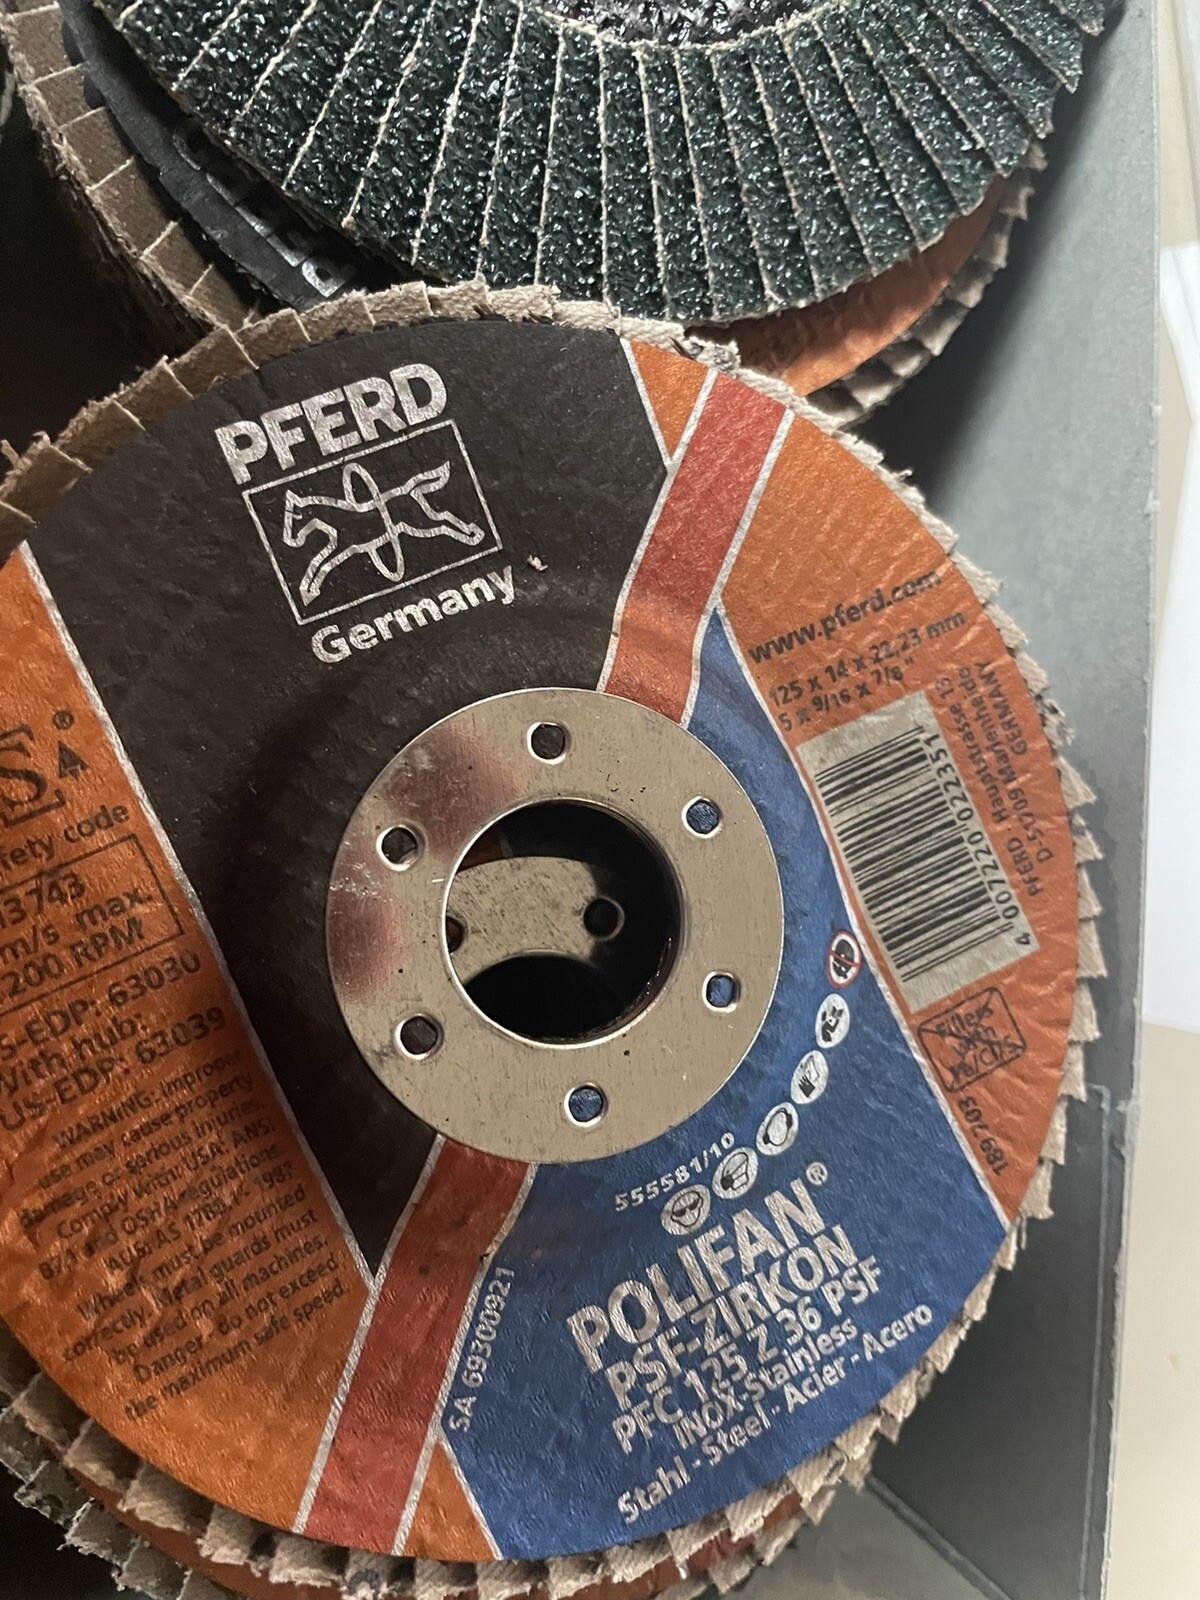 PFERD
Germany
www.pferd.com
125 x 14 x 22,23 mm
5 x 9/16 x 7/8"
PFERD · Hauptstrasse 13
D-51709 Marienheide
GERMANY
4 007220 022351
189703
S®
4
fety code
13743
m/s max.
200 RPM
S-EDP: 63030
With hub:
US-EDP: 63039
WARNING: Improper
use may cause property
damage or serious injuries.
Comply with: USA: ANSI
B7.1 and OSHA-regulations
AUS: AS 1788.1 - 1987
Wheels must be mounted
correctly. Metal guards must
be used on all machines.
Danger - do not exceed
the maximum safe speed.
SA 69300921
555581/10
POLIFAN®
PSF-ZIRKON
PFC 125 Z 36 PSF
INOX-Stainless
Stahl - Steel - Acier - Acero